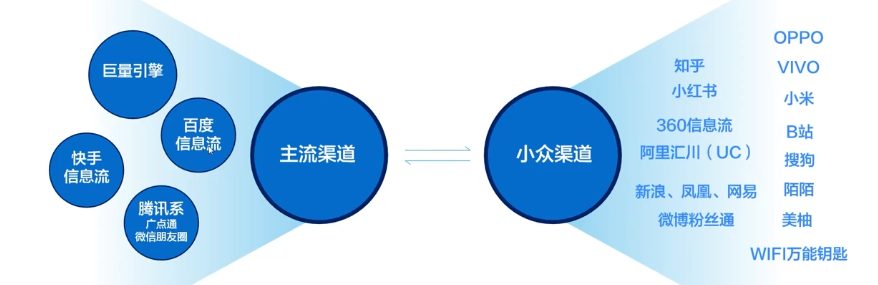 巨量引擎
百度
信息流
快手
信息流
腾讯系
广点通
微信朋友圈
主流渠道
小众渠道
知乎
小红书
360信息流
阿里汇川（UC）
新浪、凤凰、网易
微博粉丝通
OPPO
VIVO
小米
B站
搜狗
陌陌
美柚
WIFI万能钥匙